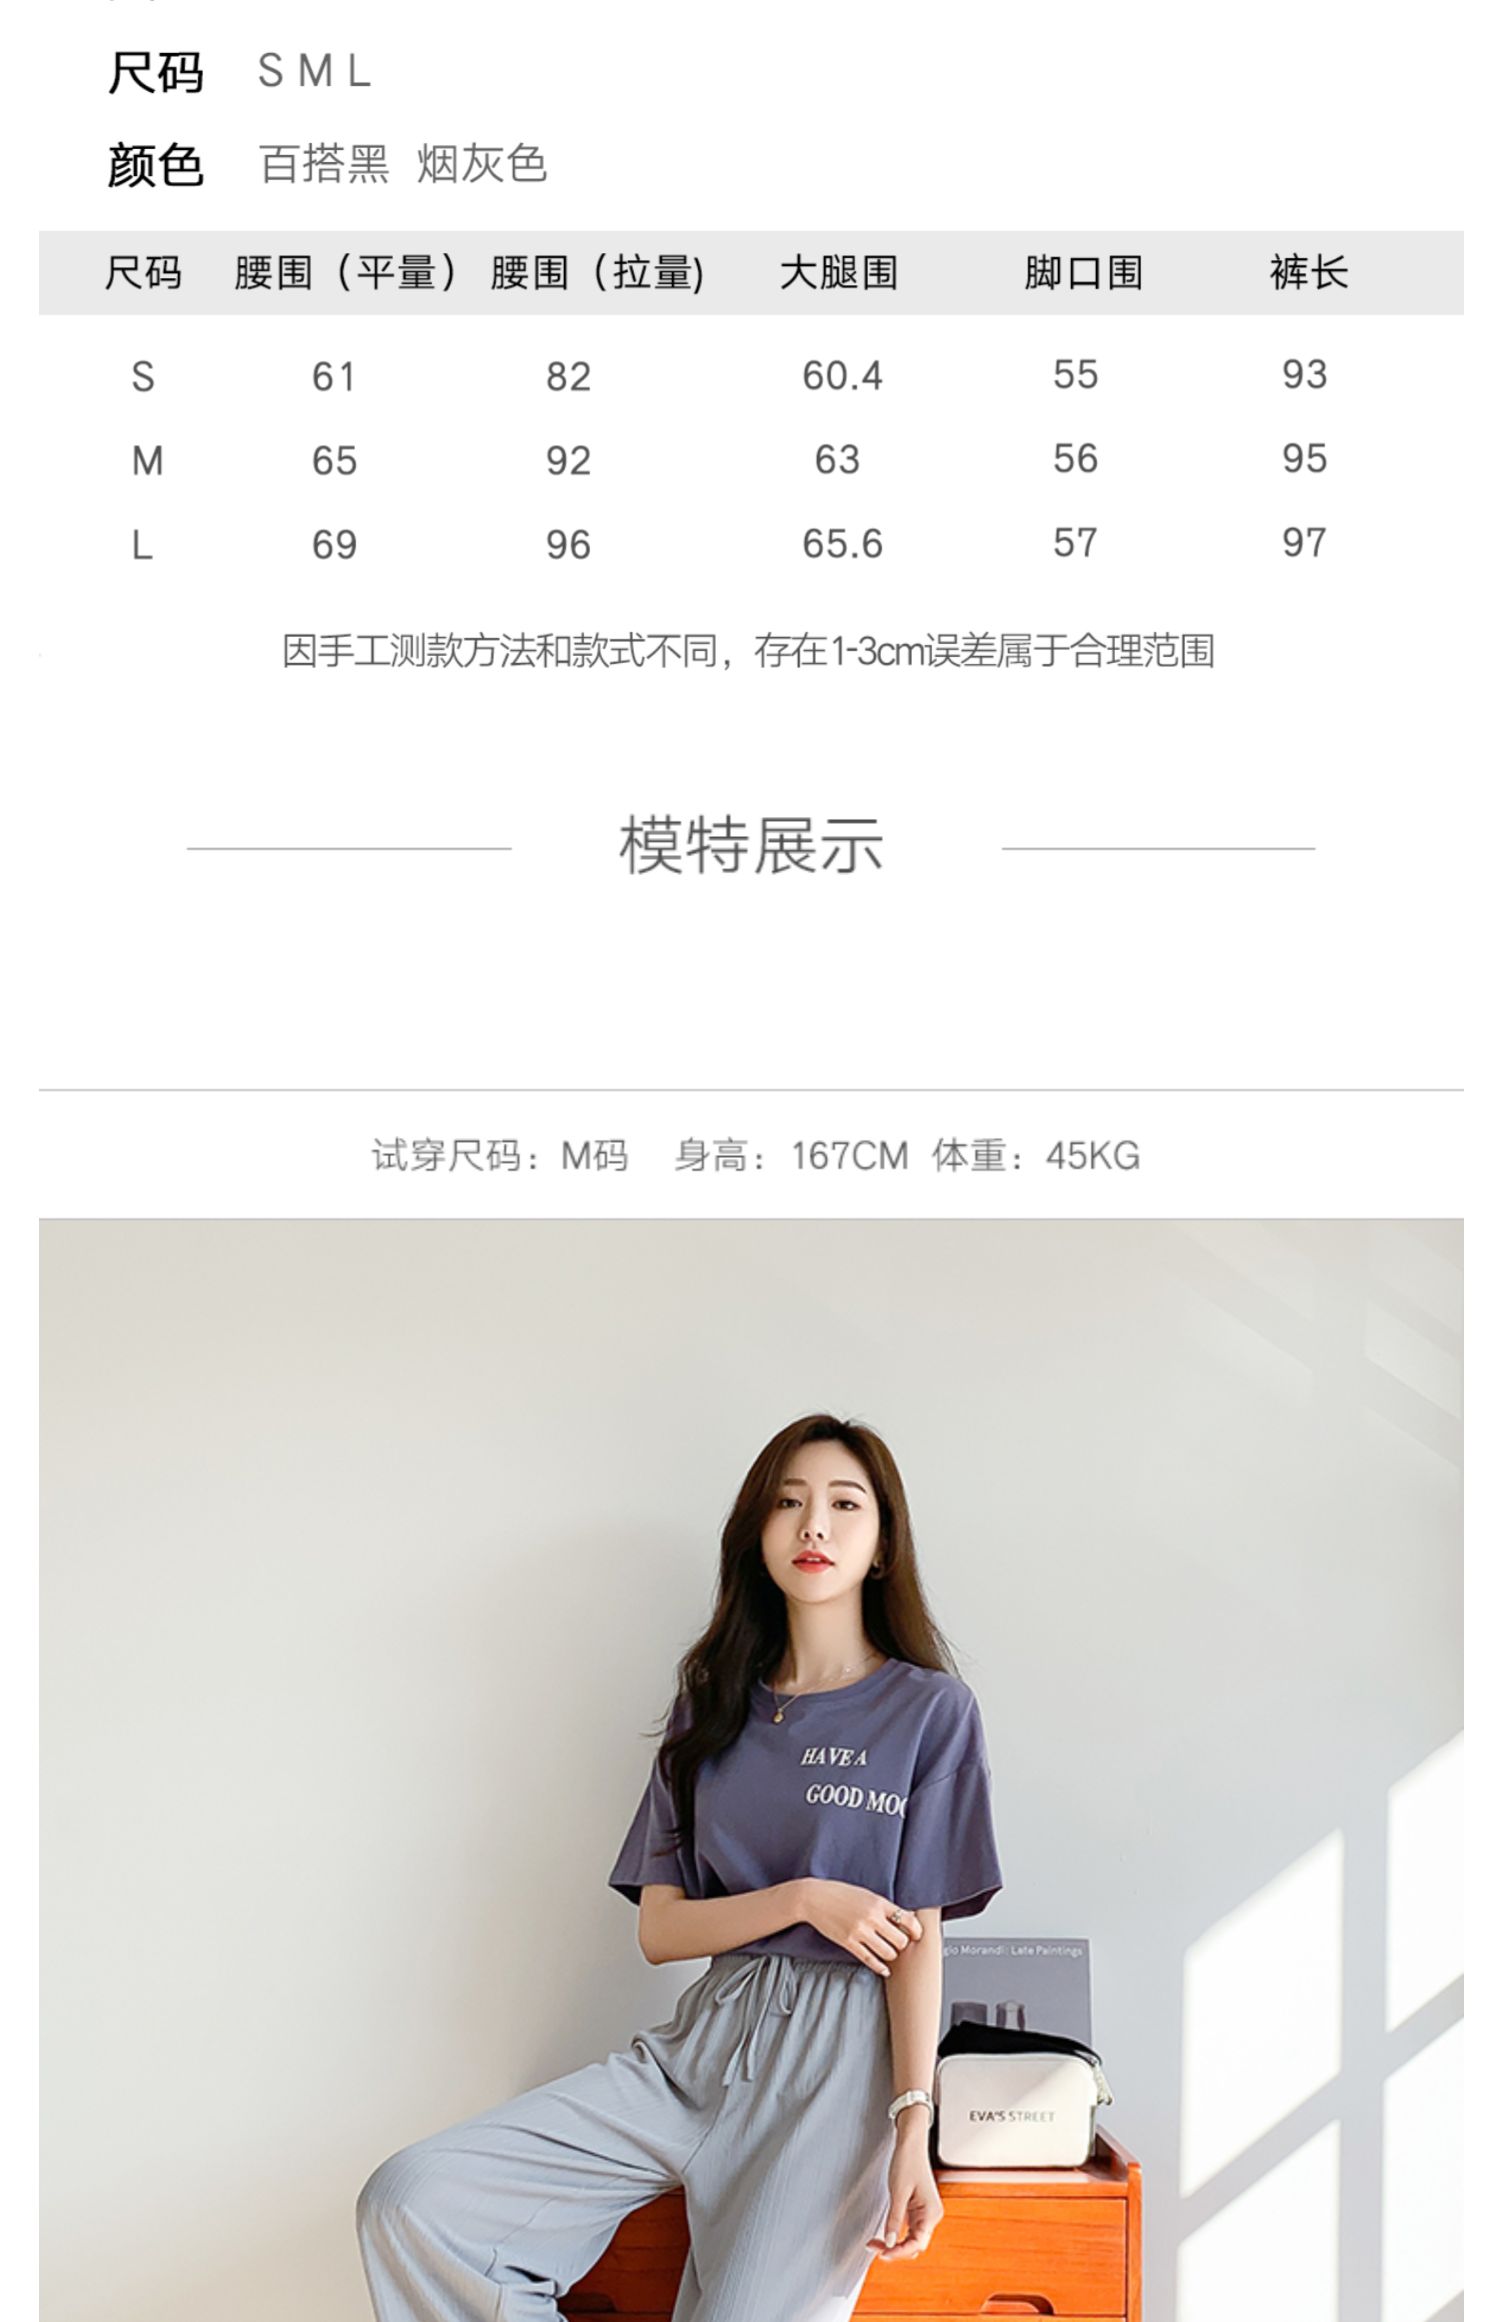 尺码 S M L
颜色 百搭黑 烟灰色
尺码 腰围（平量） 腰围（拉量) 大腿围 脚口围 裤长
S 61 82 60.4 55 93
M 65 92 63 56 95
L 69 96 65.6 57 97
因手工测款方法和款式不同，存在1-3cm误差属于合理范围
模特展示
试穿尺码：M码 身高：167CM 体重：45KG
HAVE A
GOOD MOO
gio Morandi: Late Paintings
EVA'S STREET